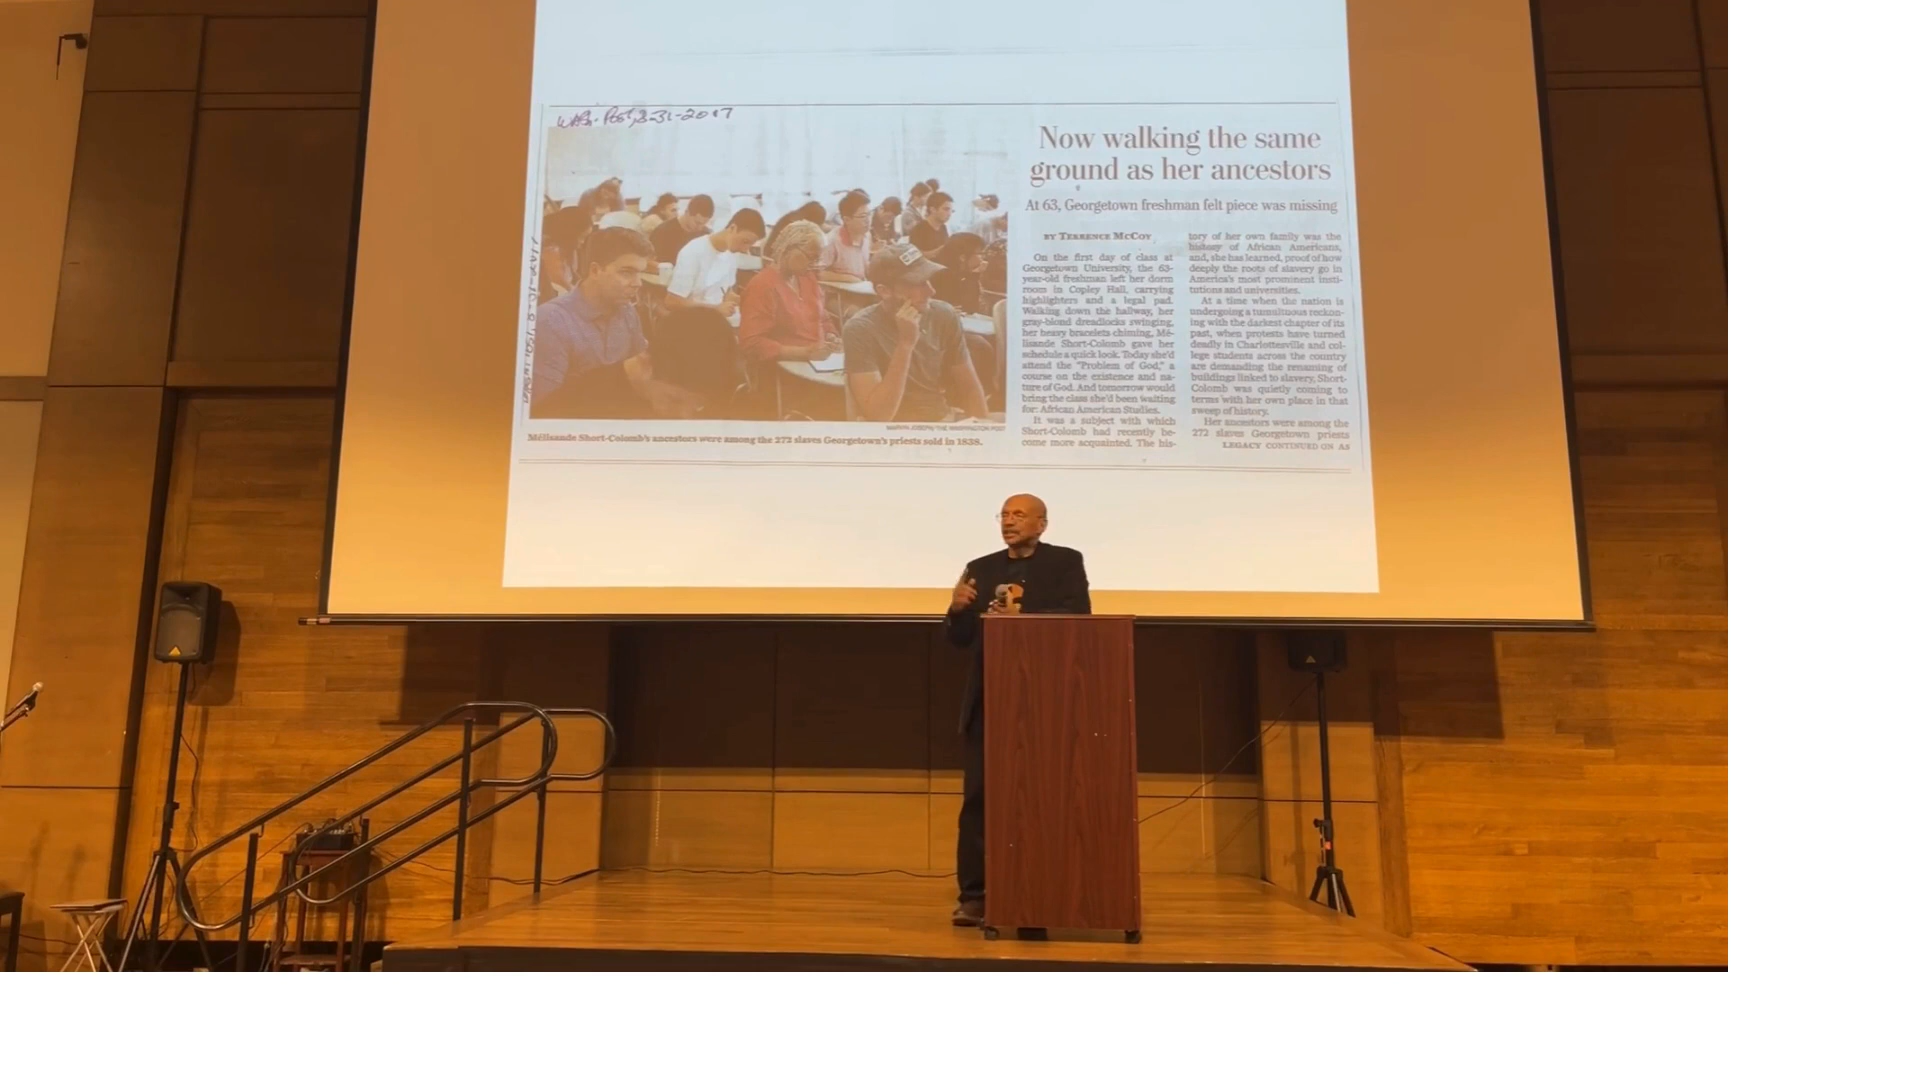 Wash. Post, 8-31-2017
Now walking the same
ground as her ancestors
At 63, Georgetown freshman felt piece was missing
BY TERRENCE MCCOY
On the first day of class at
Georgetown University, the 63-
year-old freshman left her dorm
room in Copley Hall, carrying
highlighters and a legal pad.
Walking down the hallway, her
gray-blond dreadlocks swinging,
her heavy bracelets chiming, Mé-
lisande Short-Colomb gave her
schedule a quick look. Today she'd
attend the "Problem of God," a
course on the existence and na-
ture of God. And tomorrow would
bring the class she'd been waiting
for: African American Studies.
It was a subject with which
Short-Colomb had recently be-
come more acquainted. The his-
tory of her own family was the
history of African Americans,
and, she has learned, proof of how
deeply the roots of slavery go in
America's most prominent insti-
tutions and universities.
At a time when the nation is
undergoing a tumultuous reckon-
ing with the darkest chapter of its
past, when protests have turned
deadly in Charlottesville and col-
lege students across the country
are demanding the renaming of
buildings linked to slavery, Short-
Colomb was quietly coming to
terms with her own place in that
sweep of history.
Her ancestors were among the
272 slaves Georgetown priests
LEGACY CONTINUED ON A8
MARVIN JOSEPH/THE WASHINGTON POST
Mélisande Short-Colomb's ancestors were among the 272 slaves Georgetown's priests sold in 1838.